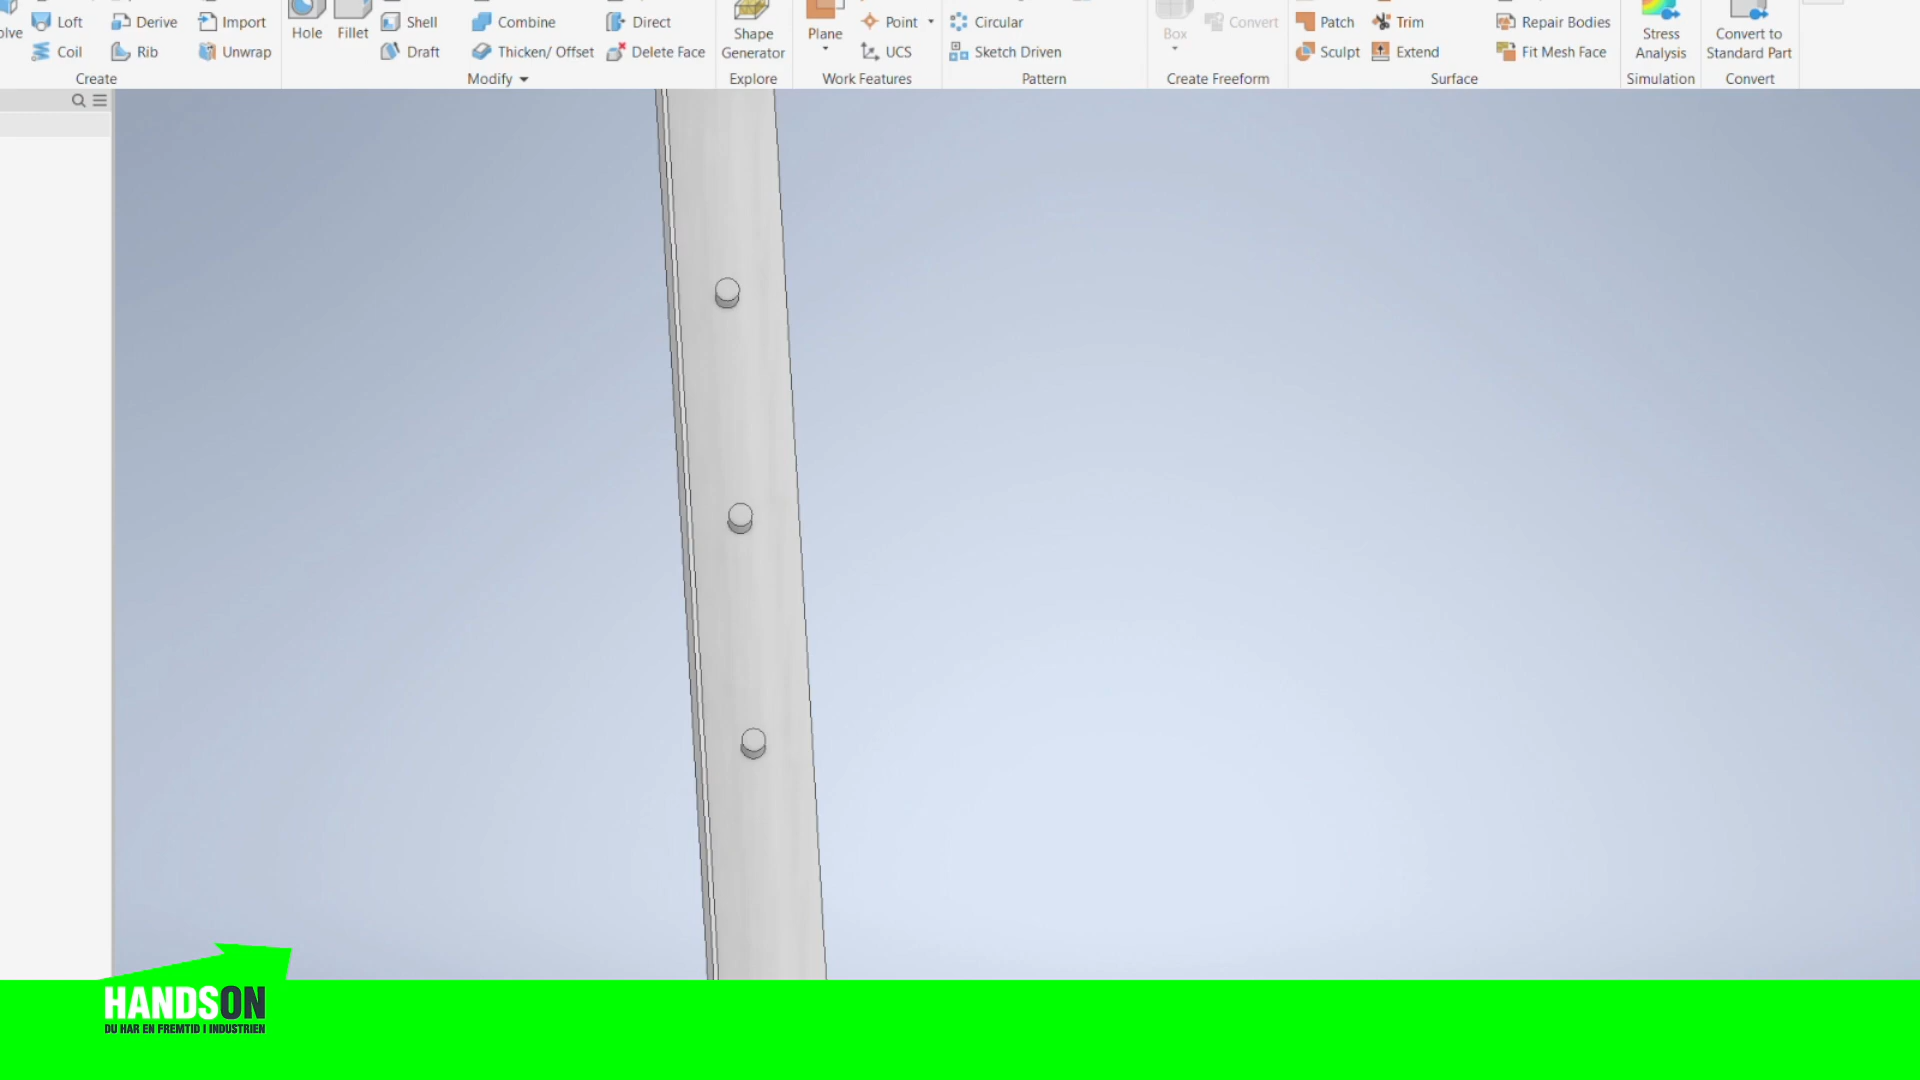 olve
Loft
Derive
Import
Hole
Fillet
Shell
Combine
Direct
Shape
Generator
Plane
Point
Circular
Box
Convert
Patch
Trim
Repair Bodies
Stress
Analysis
Convert to
Standard Part
Coil
Rib
Unwrap
Draft
Thicken/ Offset
Delete Face
UCS
Sketch Driven
Sculpt
Extend
Fit Mesh Face
Create
Modify
Explore
Work Features
Pattern
Create Freeform
Surface
Simulation
Convert
HANDSON
DU HAR EN FREMTID I INDUSTRIEN